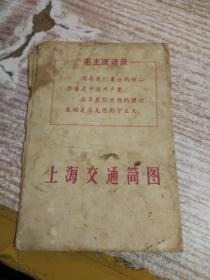 毛主席语录
领导我们事业的核心
力量是中国共产党。
指导我们思想的理论
基础是马克思列宁主义。
上海交通简图